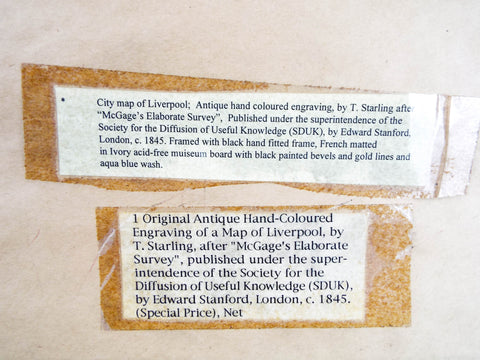 City map of Liverpool; Antique hand coloured engraving, by T. Starling after
"McGage's Elaborate Survey", Published under the superintendence of the
Society for the Diffusion of Useful Knowledge (SDUK), by Edward Stanford,
London, c. 1845. Framed with black hand fitted frame, French matted
in Ivory acid-free muiseum board with black painted bevels and gold lines and
aqua blue wash.
1 Original Antique Hand-Coloured
Engraving of a Map of Liverpool, by
T. Starling, after "McGage's Elaborate
Survey", published under the super-
intendence of the Society for the
Diffusion of Useful Knowledge (SDUK),
by Edward Stanford, London, c. 1845.
(Special Price), Net